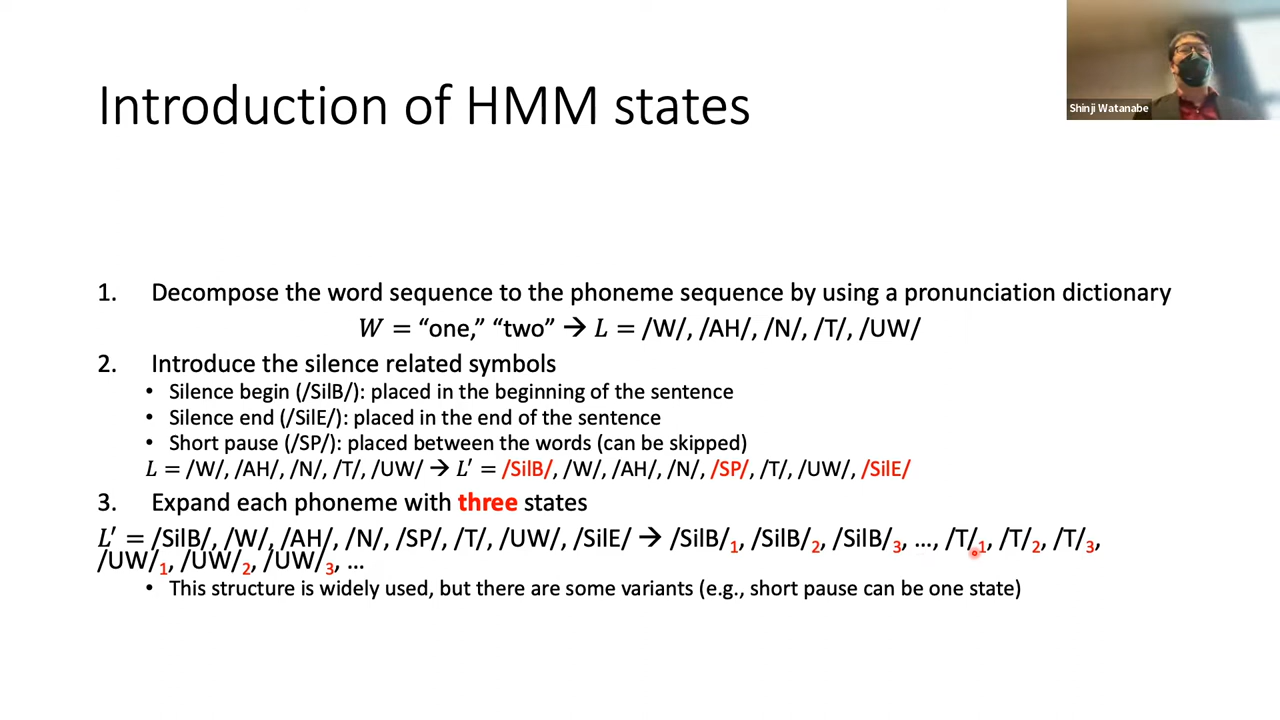 Shinji Watanabe
Introduction of HMM states
1. Decompose the word sequence to the phoneme sequence by using a pronunciation dictionary
W = “one,” “two” → L = /W/, /AH/, /N/, /T/, /UW/
2. Introduce the silence related symbols
• Silence begin (/SilB/): placed in the beginning of the sentence
• Silence end (/SilE/): placed in the end of the sentence
• Short pause (/SP/): placed between the words (can be skipped)
L = /W/, /AH/, /N/, /T/, /UW/ → L′ = /SilB/, /W/, /AH/, /N/, /SP/, /T/, /UW/, /SilE/
3. Expand each phoneme with three states
L′ = /SilB/, /W/, /AH/, /N/, /SP/, /T/, /UW/, /SilE/ → /SilB/₁, /SilB/₂, /SilB/₃, …, /T/₁, /T/₂, /T/₃,
/UW/₁, /UW/₂, /UW/₃, …
• This structure is widely used, but there are some variants (e.g., short pause can be one state)